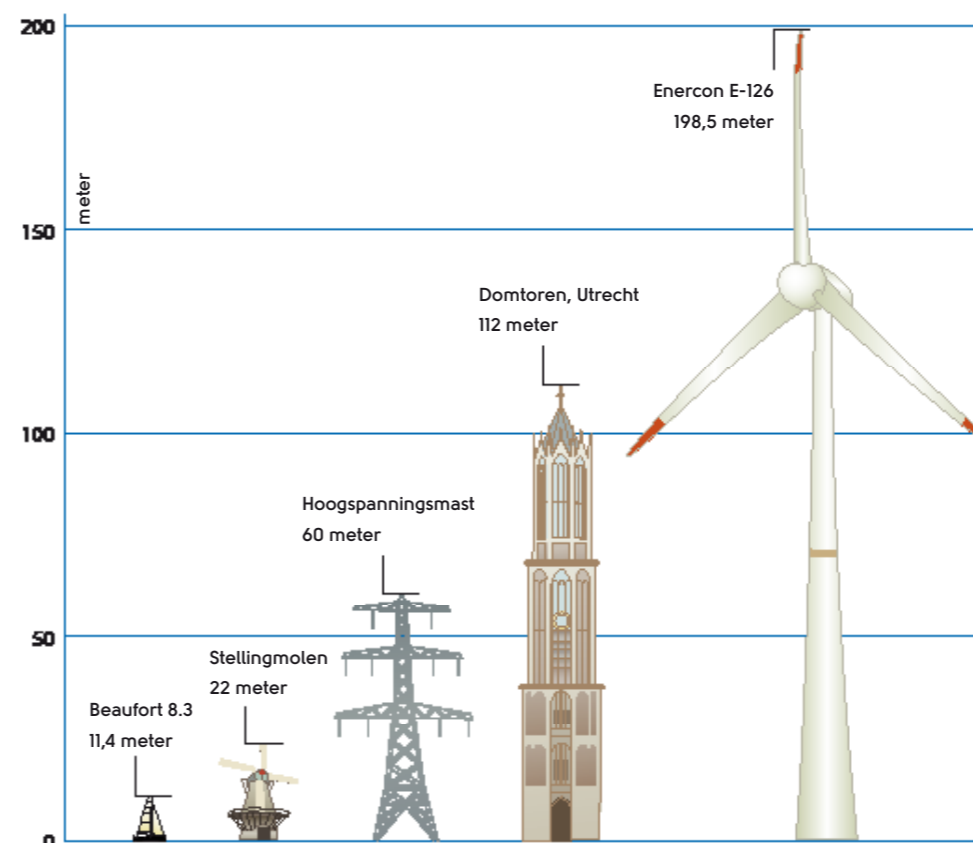 200
Enercon E-126
198,5 meter
meter
150
Domtoren, Utrecht
112 meter
100
Hoogspanningsmast
60 meter
50
Stellingmolen
22 meter
Beaufort 8.3
11,4 meter
0